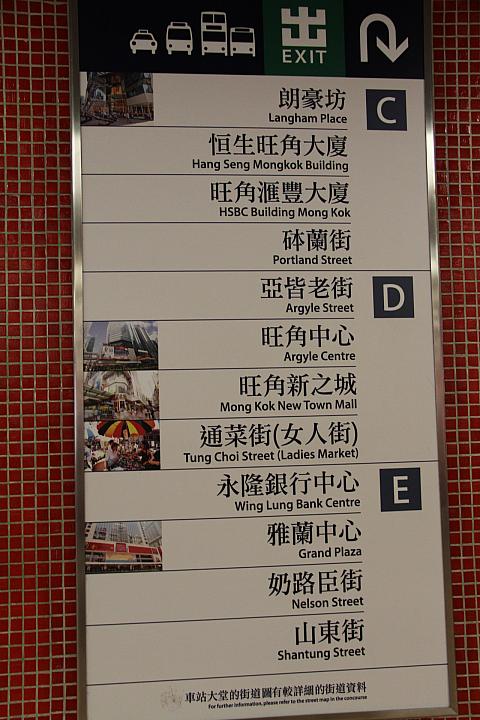 出
EXIT
朗豪坊
Langham Place
C
恒生旺角大廈
Hang Seng Mongkok Building
旺角滙豐大廈
HSBC Building Mong Kok
砵蘭街
Portland Street
亞皆老街
Argyle Street
D
旺角中心
Argyle Centre
旺角新之城
Mong Kok New Town Mall
通菜街(女人街)
Tung Choi Street (Ladies Market)
永隆銀行中心
Wing Lung Bank Centre
E
雅蘭中心
Grand Plaza
奶路臣街
Nelson Street
山東街
Shantung Street
車站大堂的街道圖有較詳細的街道資料
For further information, please refer to the street map in the concourse